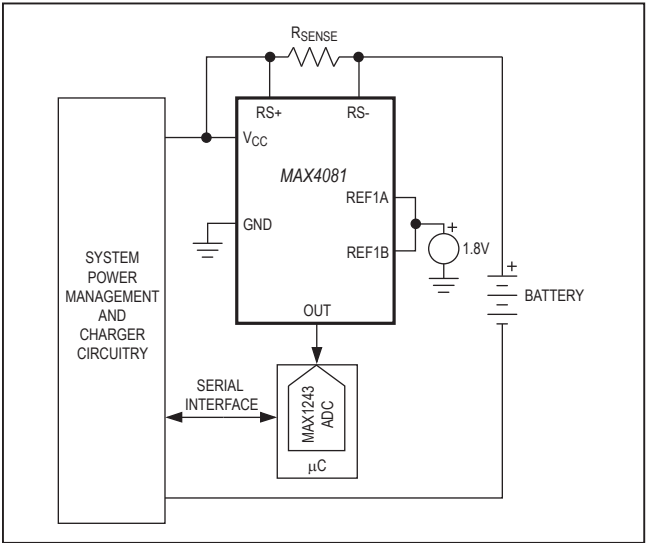 RSENSE
RS+
RS-
VCC
MAX4081
REF1A
GND
REF1B
+
1.8V
SYSTEM
POWER
MANAGEMENT
AND
CHARGER
CIRCUITRY
+
BATTERY
OUT
SERIAL
INTERFACE
MAX1243
ADC
µC